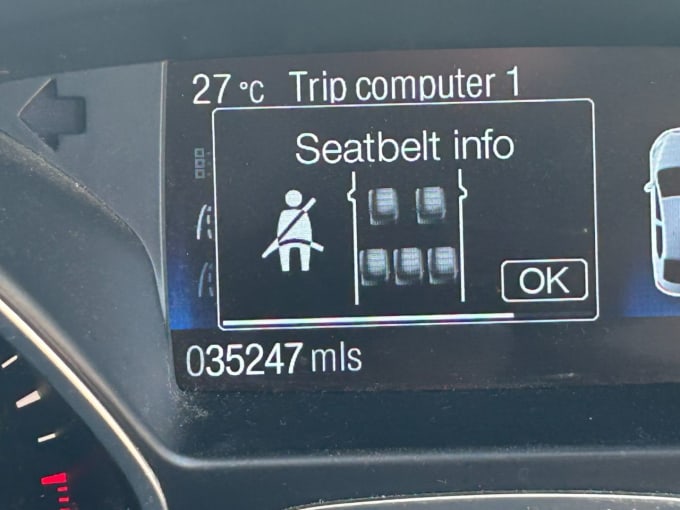 27 °C Trip computer 1
Seatbelt info
OK
035247 mls